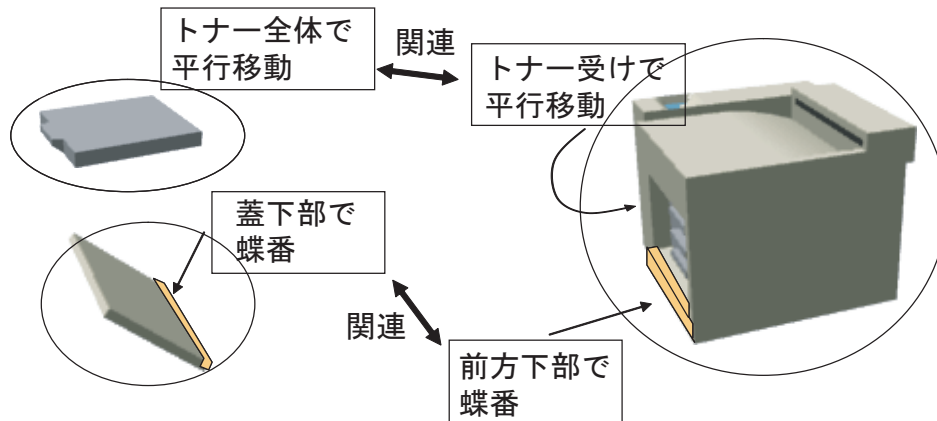 トナー全体で
平行移動
関連
トナー受けで
平行移動
蓋下部で
蝶番
関連
前方下部で
蝶番